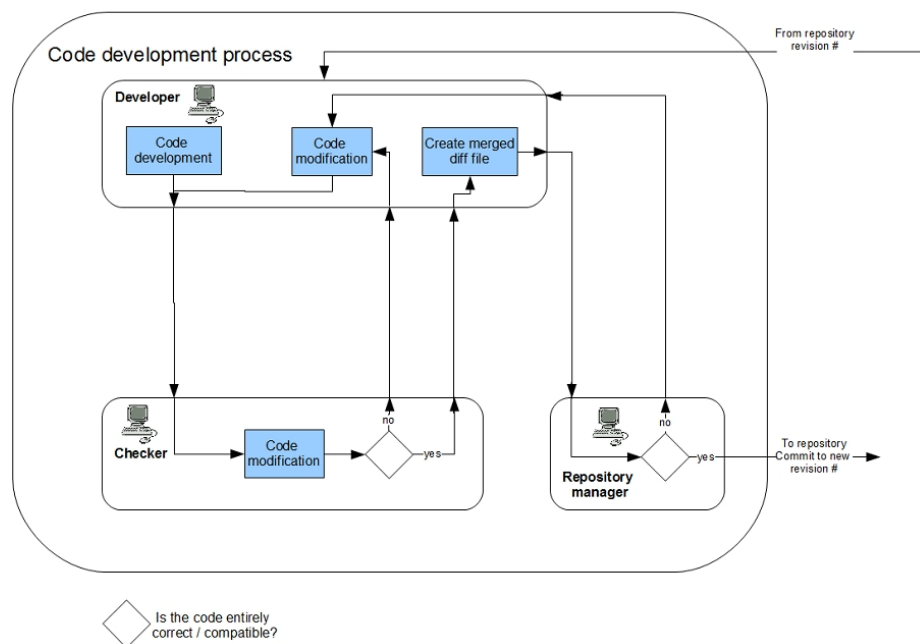 From repository
revision #
Code development process
Developer
Code
development
Code
modification
Create merged
diff file
Checker
Code
modification
no
yes
Repository
manager
no
yes
To repository
Commit to new
revision #
Is the code entirely
correct / compatible?